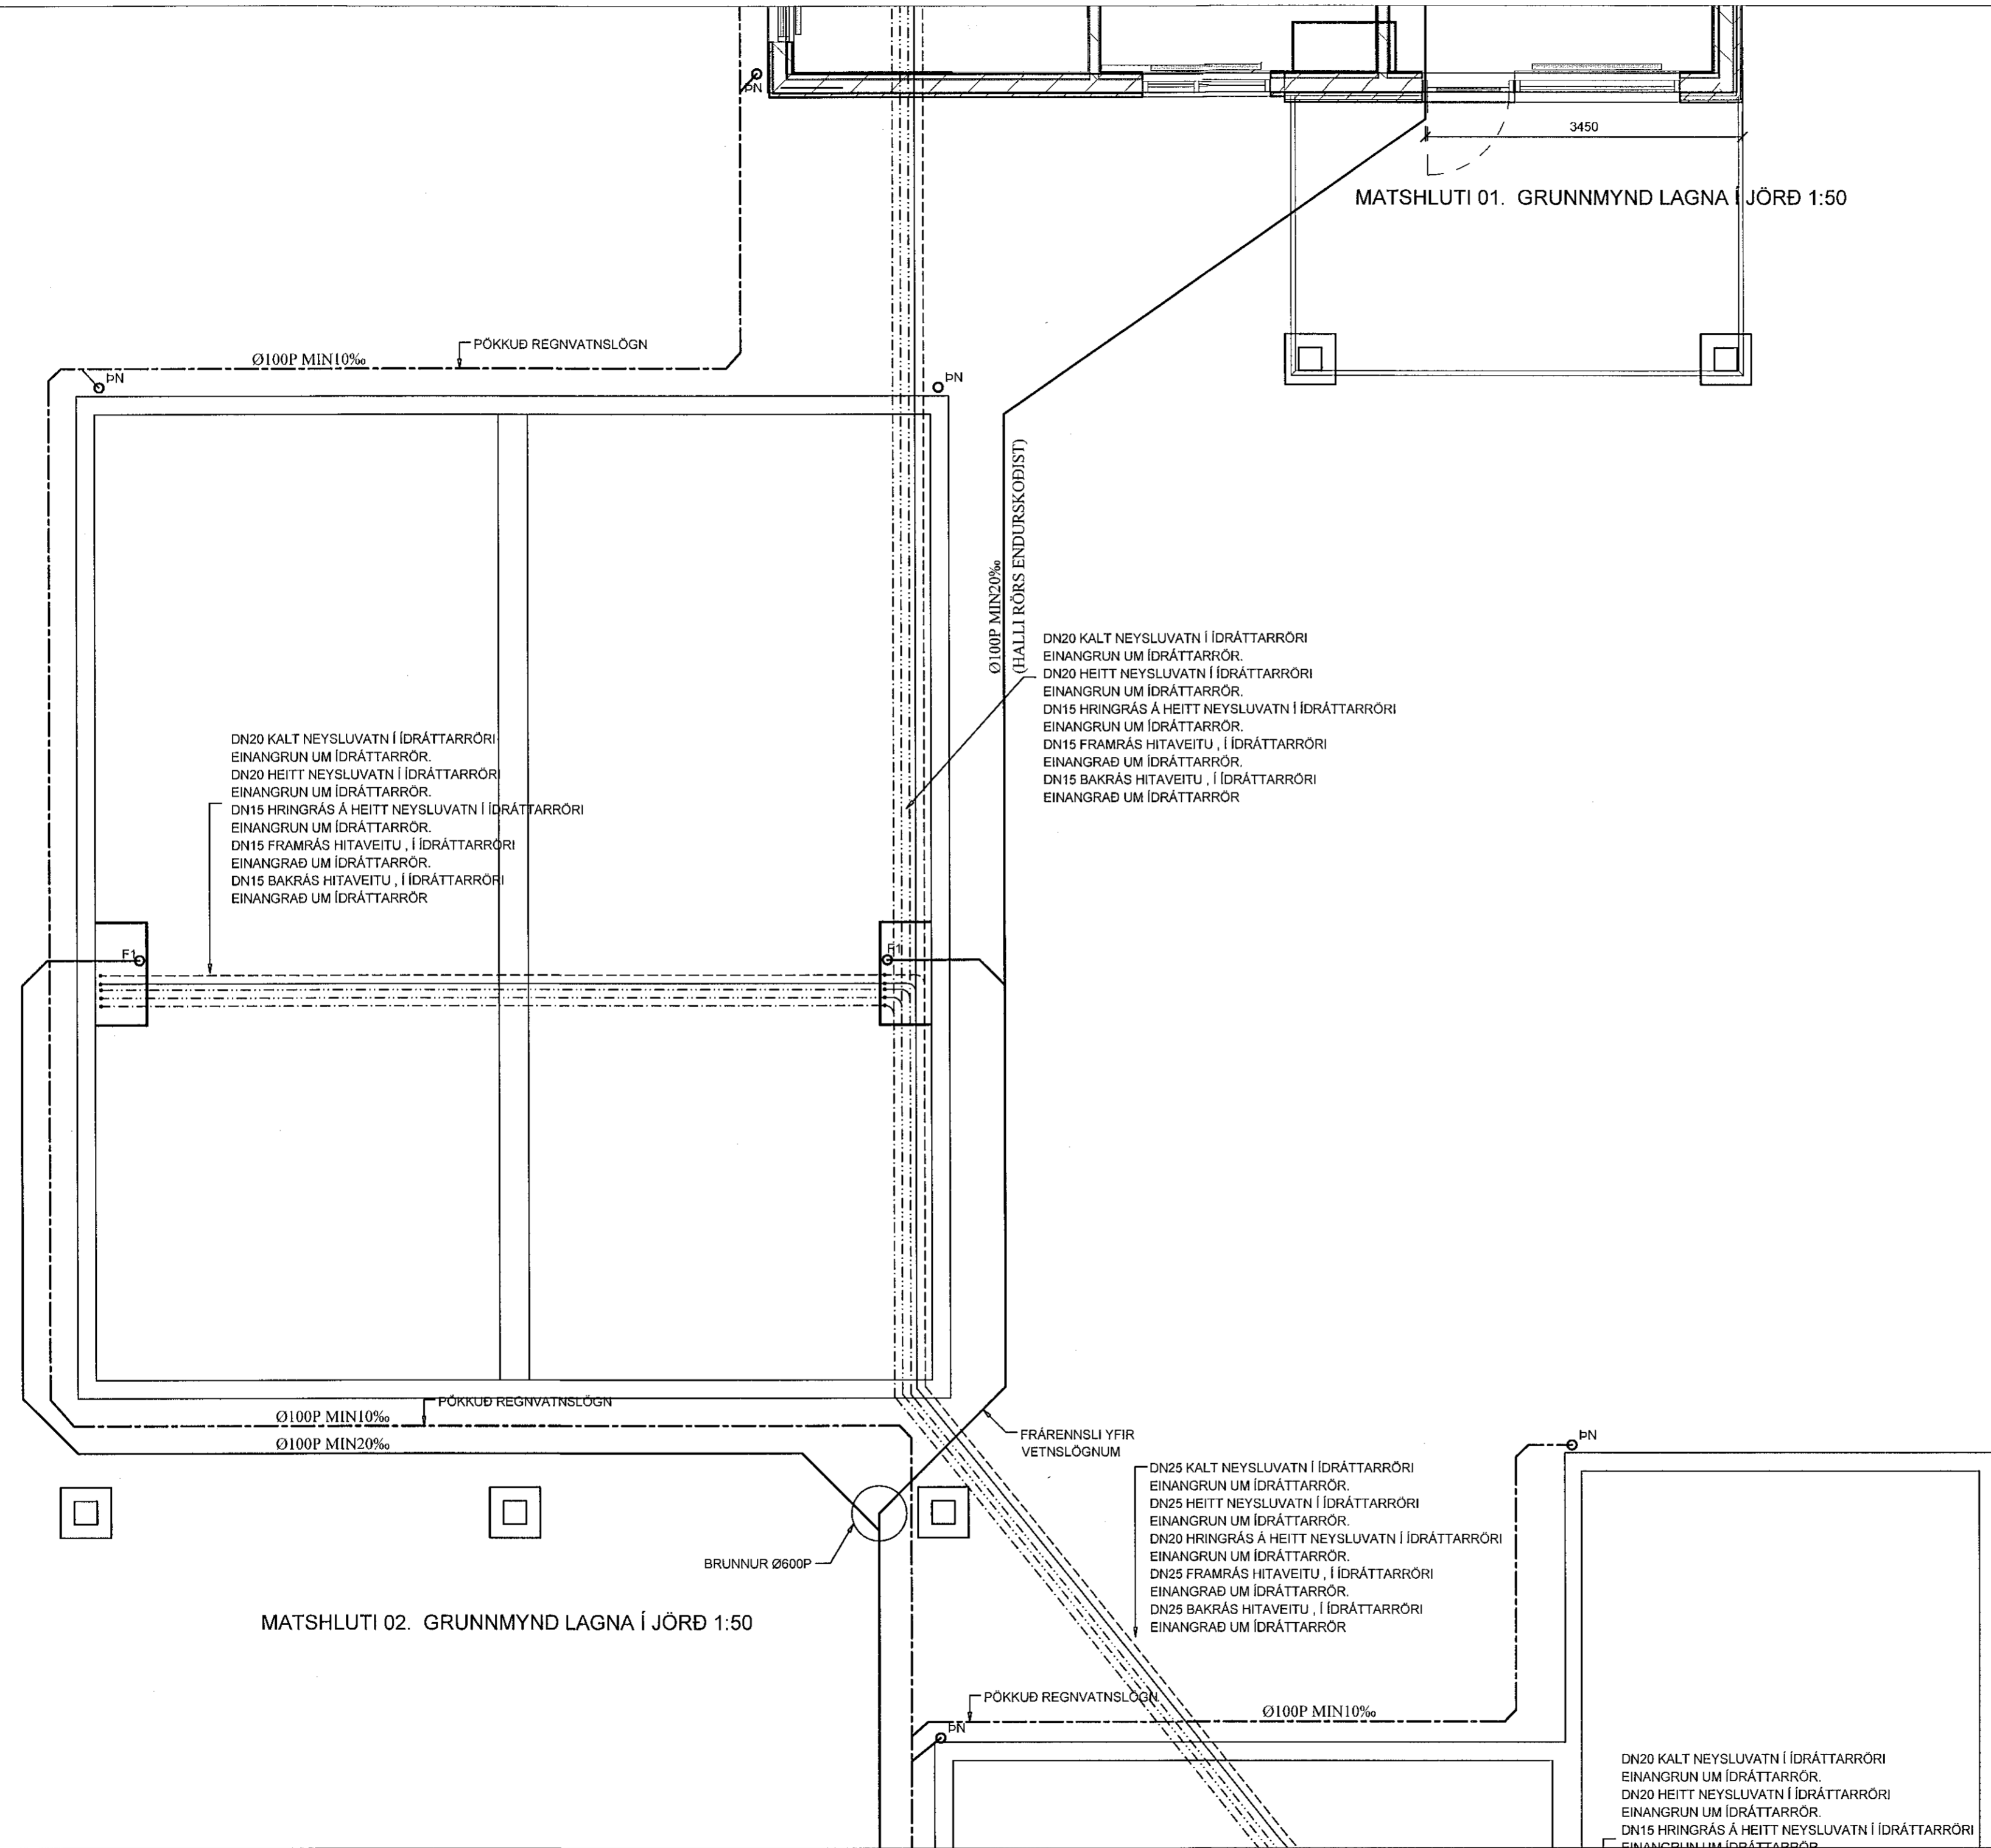 ÞN
3450
MATSHLUTI 01. GRUNNMYND LAGNA Í JÖRÐ 1:50
PÖKKUÐ REGNVATNSLÖGN
Ø100P MIN10‰
ÞN
ÞN
Ø100P MIN20‰
(HALLI RÖRS ENDURSKOÐIST)
DN20 KALT NEYSLUVATN Í ÍDRÁTTARRÖRI
EINANGRUN UM ÍDRÁTTARRÖR.
DN20 HEITT NEYSLUVATN Í ÍDRÁTTARRÖRI
EINANGRUN UM ÍDRÁTTARRÖR.
DN15 HRINGRÁS Á HEITT NEYSLUVATN Í ÍDRÁTTARRÖRI
EINANGRUN UM ÍDRÁTTARRÖR.
DN15 FRAMRÁS HITAVEITU , Í ÍDRÁTTARRÖRI
EINANGRAÐ UM ÍDRÁTTARRÖR.
DN15 BAKRÁS HITAVEITU , Í ÍDRÁTTARRÖRI
EINANGRAÐ UM ÍDRÁTTARRÖR
DN20 KALT NEYSLUVATN Í ÍDRÁTTARRÖRI
EINANGRUN UM ÍDRÁTTARRÖR.
DN20 HEITT NEYSLUVATN Í ÍDRÁTTARRÖRI
EINANGRUN UM ÍDRÁTTARRÖR.
DN15 HRINGRÁS Á HEITT NEYSLUVATN Í ÍDRÁTTARRÖRI
EINANGRUN UM ÍDRÁTTARRÖR.
DN15 FRAMRÁS HITAVEITU , Í ÍDRÁTTARRÖRI
EINANGRAÐ UM ÍDRÁTTARRÖR.
DN15 BAKRÁS HITAVEITU , Í ÍDRÁTTARRÖRI
EINANGRAÐ UM ÍDRÁTTARRÖR
F1
F1
PÖKKUÐ REGNVATNSLÖGN
Ø100P MIN10‰
Ø100P MIN20‰
FRÁRENNSLI YFIR
VETNSLÖGNUM
ÞN
DN25 KALT NEYSLUVATN Í ÍDRÁTTARRÖRI
EINANGRUN UM ÍDRÁTTARRÖR.
DN25 HEITT NEYSLUVATN Í ÍDRÁTTARRÖRI
EINANGRUN UM ÍDRÁTTARRÖR.
DN20 HRINGRÁS Á HEITT NEYSLUVATN Í ÍDRÁTTARRÖRI
EINANGRUN UM ÍDRÁTTARRÖR.
DN25 FRAMRÁS HITAVEITU , Í ÍDRÁTTARRÖRI
EINANGRAÐ UM ÍDRÁTTARRÖR.
DN25 BAKRÁS HITAVEITU , Í ÍDRÁTTARRÖRI
EINANGRAÐ UM ÍDRÁTTARRÖR
BRUNNUR Ø600P
MATSHLUTI 02. GRUNNMYND LAGNA Í JÖRÐ 1:50
PÖKKUÐ REGNVATNSLÖGN
Ø100P MIN10‰
ÞN
DN20 KALT NEYSLUVATN Í ÍDRÁTTARRÖRI
EINANGRUN UM ÍDRÁTTARRÖR.
DN20 HEITT NEYSLUVATN Í ÍDRÁTTARRÖRI
EINANGRUN UM ÍDRÁTTARRÖR.
DN15 HRINGRÁS Á HEITT NEYSLUVATN Í ÍDRÁTTARRÖRI
EINANGRUN UM ÍDRÁTTARRÖR